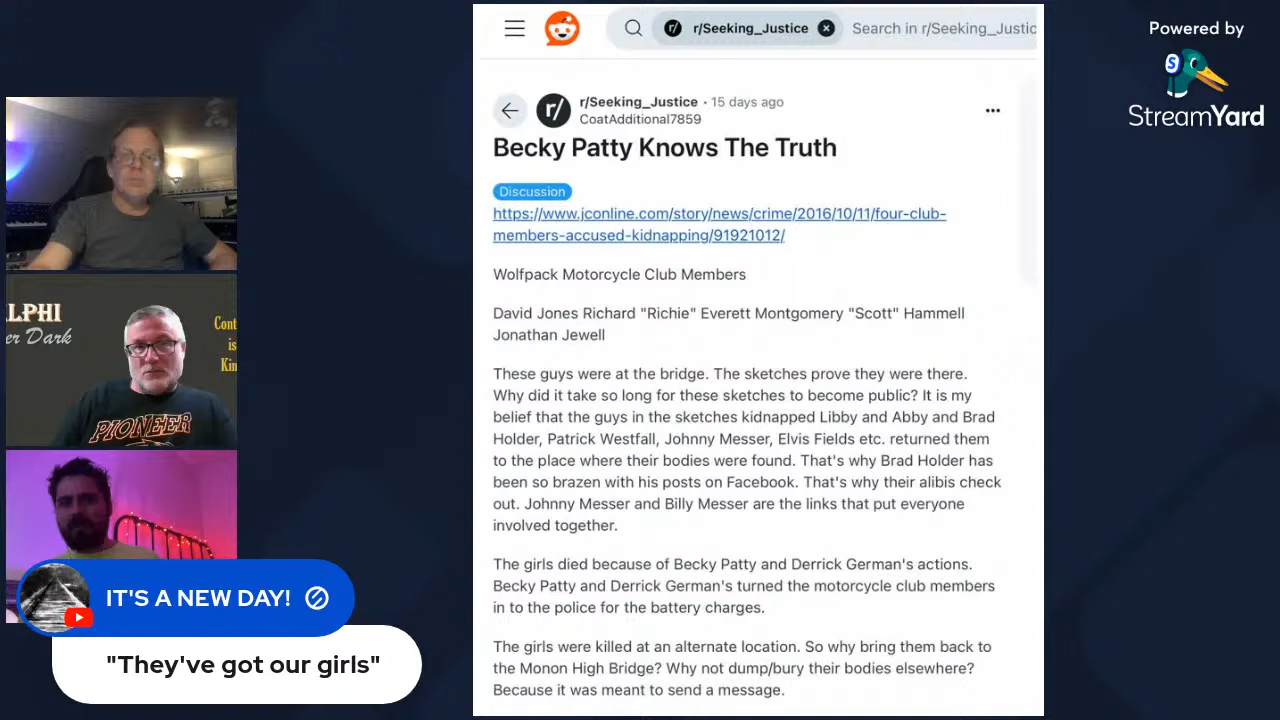 r/Seeking_Justice
Search in r/Seeking_Justic
r/Seeking_Justice · 15 days ago
CoatAdditional7859
Becky Patty Knows The Truth
Discussion
https://www.jconline.com/story/news/crime/2016/10/11/four-club-
members-accused-kidnapping/91921012/
Wolfpack Motorcycle Club Members
David Jones Richard "Richie" Everett Montgomery "Scott" Hammell
Jonathan Jewell
These guys were at the bridge. The sketches prove they were there.
Why did it take so long for these sketches to become public? It is my
belief that the guys in the sketches kidnapped Libby and Abby and Brad
Holder, Patrick Westfall, Johnny Messer, Elvis Fields etc. returned them
to the place where their bodies were found. That's why Brad Holder has
been so brazen with his posts on Facebook. That's why their alibis check
out. Johnny Messer and Billy Messer are the links that put everyone
involved together.
The girls died because of Becky Patty and Derrick German's actions.
Becky Patty and Derrick German's turned the motorcycle club members
in to the police for the battery charges.
The girls were killed at an alternate location. So why bring them back to
the Monon High Bridge? Why not dump/bury their bodies elsewhere?
Because it was meant to send a message.
Powered by
StreamYard
LPHI
er Dark
Cont
is
Kin
PIONEER
IT'S A NEW DAY!
"They've got our girls"